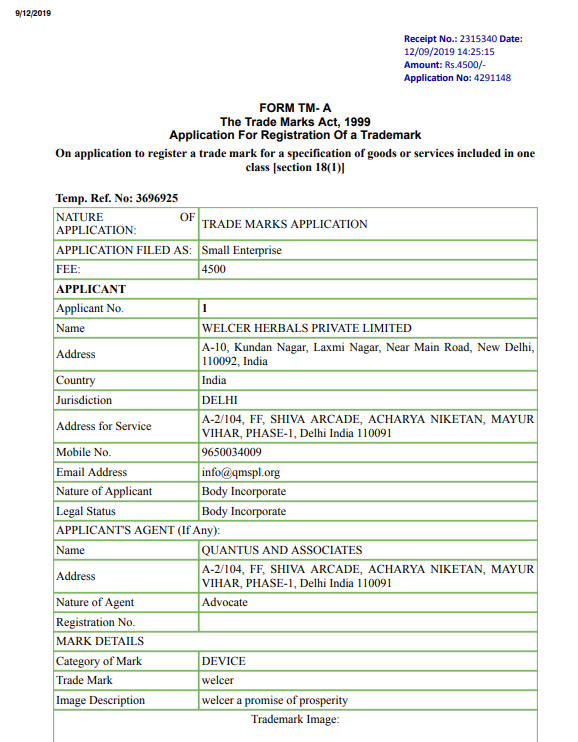 9/12/2019
Receipt No.: 2315340 Date:
12/09/2019 14:25:15
Amount: Rs.4500/-
Application No: 4291148
FORM TM- A
The Trade Marks Act, 1999
Application For Registration Of a Trademark
On application to register a trade mark for a specification of goods or services included in one
class [section 18(1)]
Temp. Ref. No: 3696925
NATURE OF
APPLICATION:
TRADE MARKS APPLICATION
APPLICATION FILED AS: Small Enterprise
FEE: 4500
APPLICANT
Applicant No. 1
Name WELCER HERBALS PRIVATE LIMITED
Address
A-10, Kundan Nagar, Laxmi Nagar, Near Main Road, New Delhi,
110092, India
Country India
Jurisdiction DELHI
Address for Service
A-2/104, FF, SHIVA ARCADE, ACHARYA NIKETAN, MAYUR
VIHAR, PHASE-1, Delhi India 110091
Mobile No. 9650034009
Email Address info@qmspl.org
Nature of Applicant Body Incorporate
Legal Status Body Incorporate
APPLICANT'S AGENT (If Any):
Name QUANTUS AND ASSOCIATES
Address
A-2/104, FF, SHIVA ARCADE, ACHARYA NIKETAN, MAYUR
VIHAR, PHASE-1, Delhi India 110091
Nature of Agent Advocate
Registration No.
MARK DETAILS
Category of Mark DEVICE
Trade Mark welcer
Image Description welcer a promise of prosperity
Trademark Image: